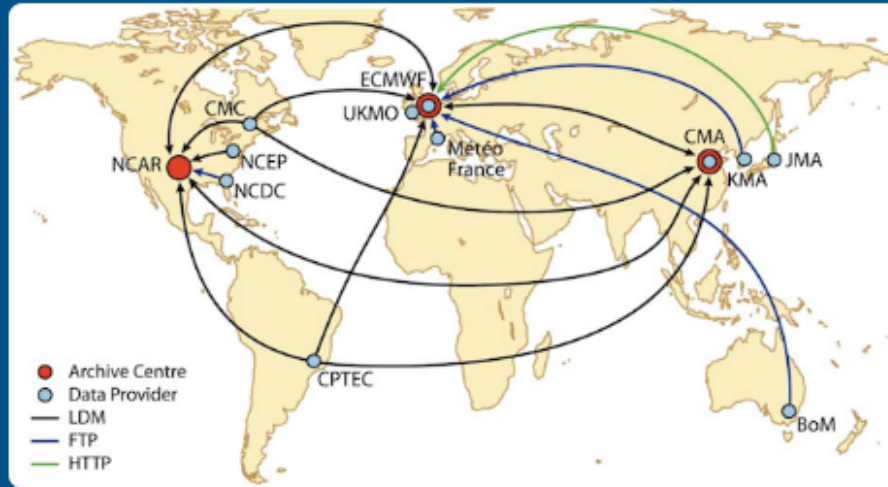 ECMWF
CMC
UKMO
CMA
NCAR
NCEP
Météo
France
KMA
JMA
NCDC
CPTEC
BoM
Archive Centre
Data Provider
LDM
FTP
HTTP